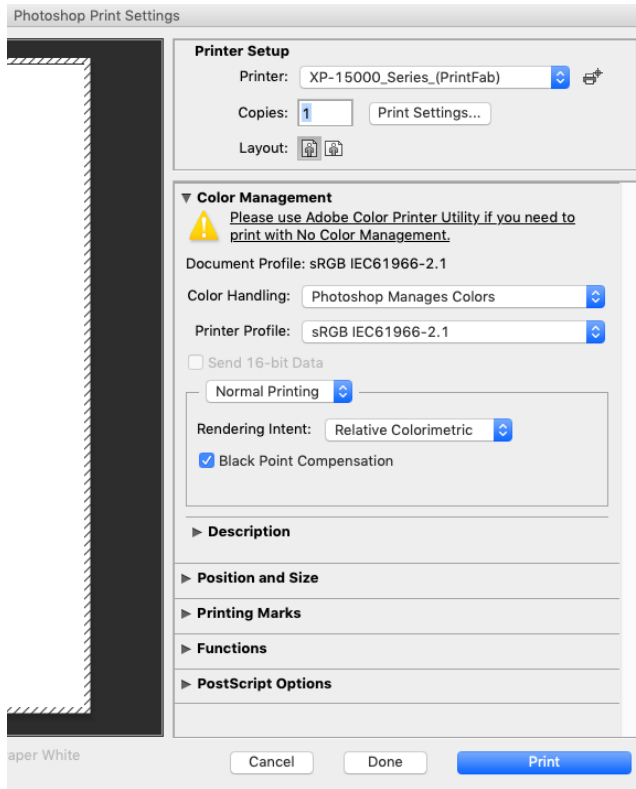 Photoshop Print Settings
Printer Setup
Printer: XP-15000_Series_(PrintFab)
Copies: 1 Print Settings...
Layout:
Color Management
Please use Adobe Color Printer Utility if you need to
print with No Color Management.
Document Profile: sRGB IEC61966-2.1
Color Handling: Photoshop Manages Colors
Printer Profile: sRGB IEC61966-2.1
Send 16-bit Data
Normal Printing
Rendering Intent: Relative Colorimetric
Black Point Compensation
Description
Position and Size
Printing Marks
Functions
PostScript Options
aper White Cancel Done Print